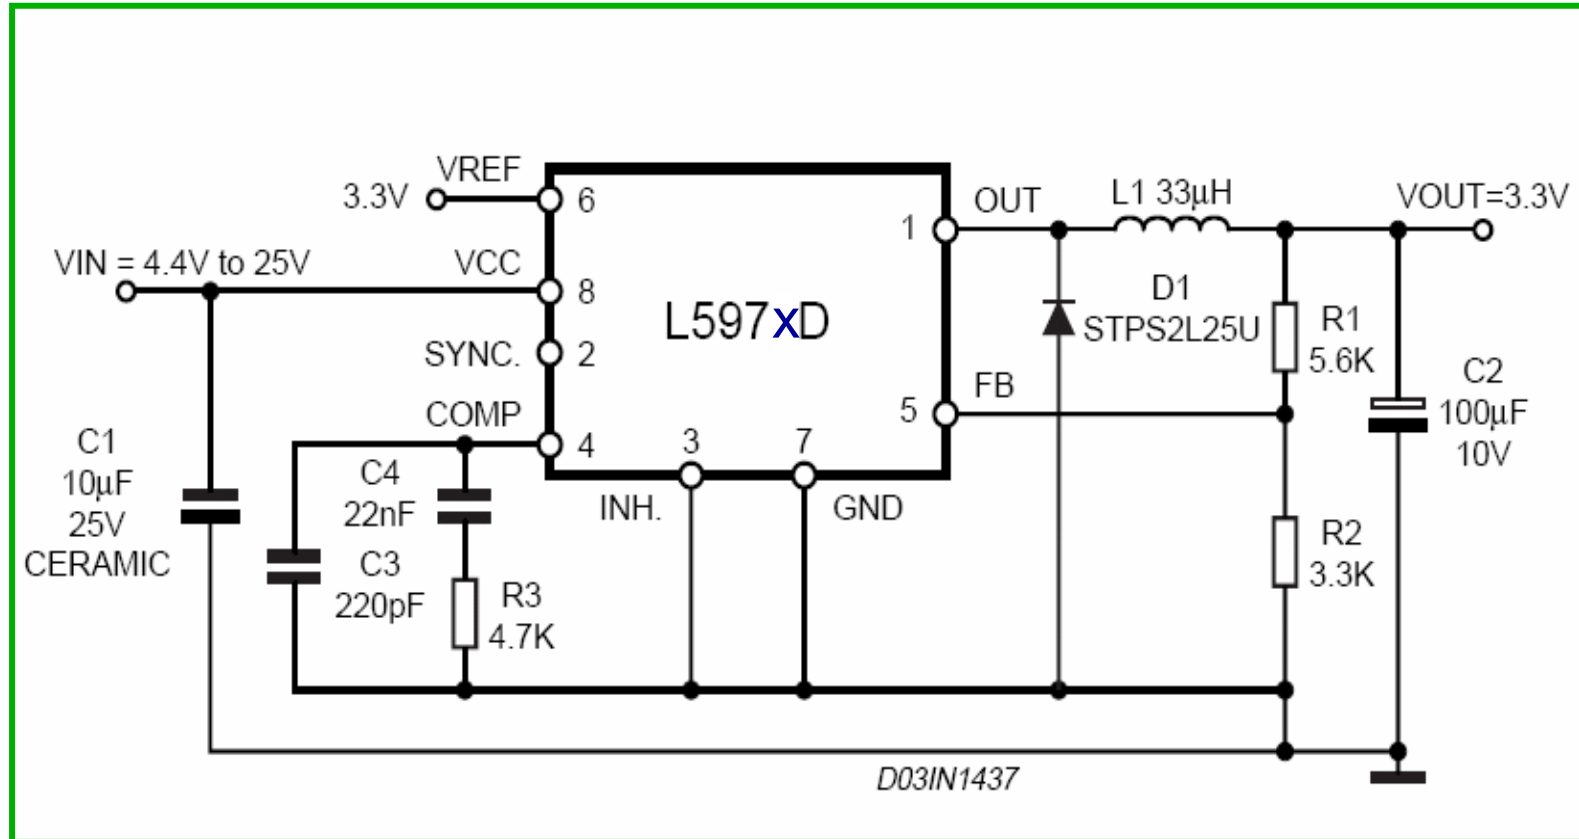 VREF
3.3V
6
OUT
L1 33µH
VOUT=3.3V
1
VIN = 4.4V to 25V
VCC
8
L597xD
D1
STPS2L25U
R1
5.6K
SYNC.
2
FB
5
C2
100µF
10V
COMP
4
3
7
INH.
GND
C1
10µF
25V
CERAMIC
C4
22nF
C3
220pF
R3
4.7K
R2
3.3K
D03IN1437